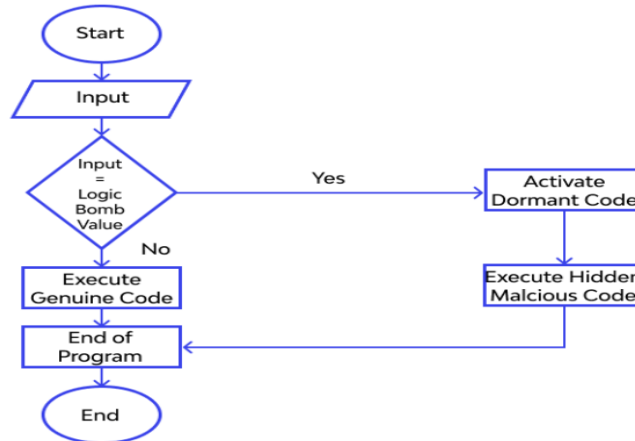 Start
Input
Input
=
Logic
Bomb
Value
Yes
Activate
Dormant Code
No
Execute
Genuine Code
Execute Hidden
Malcious Code
End of
Program
End